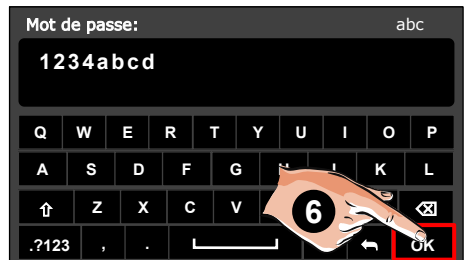 Mot de passe: abc
1234abcd
Q W E R T Y U I O P
A S D F G H J K L
Z X C V 6
.?123 , . OK